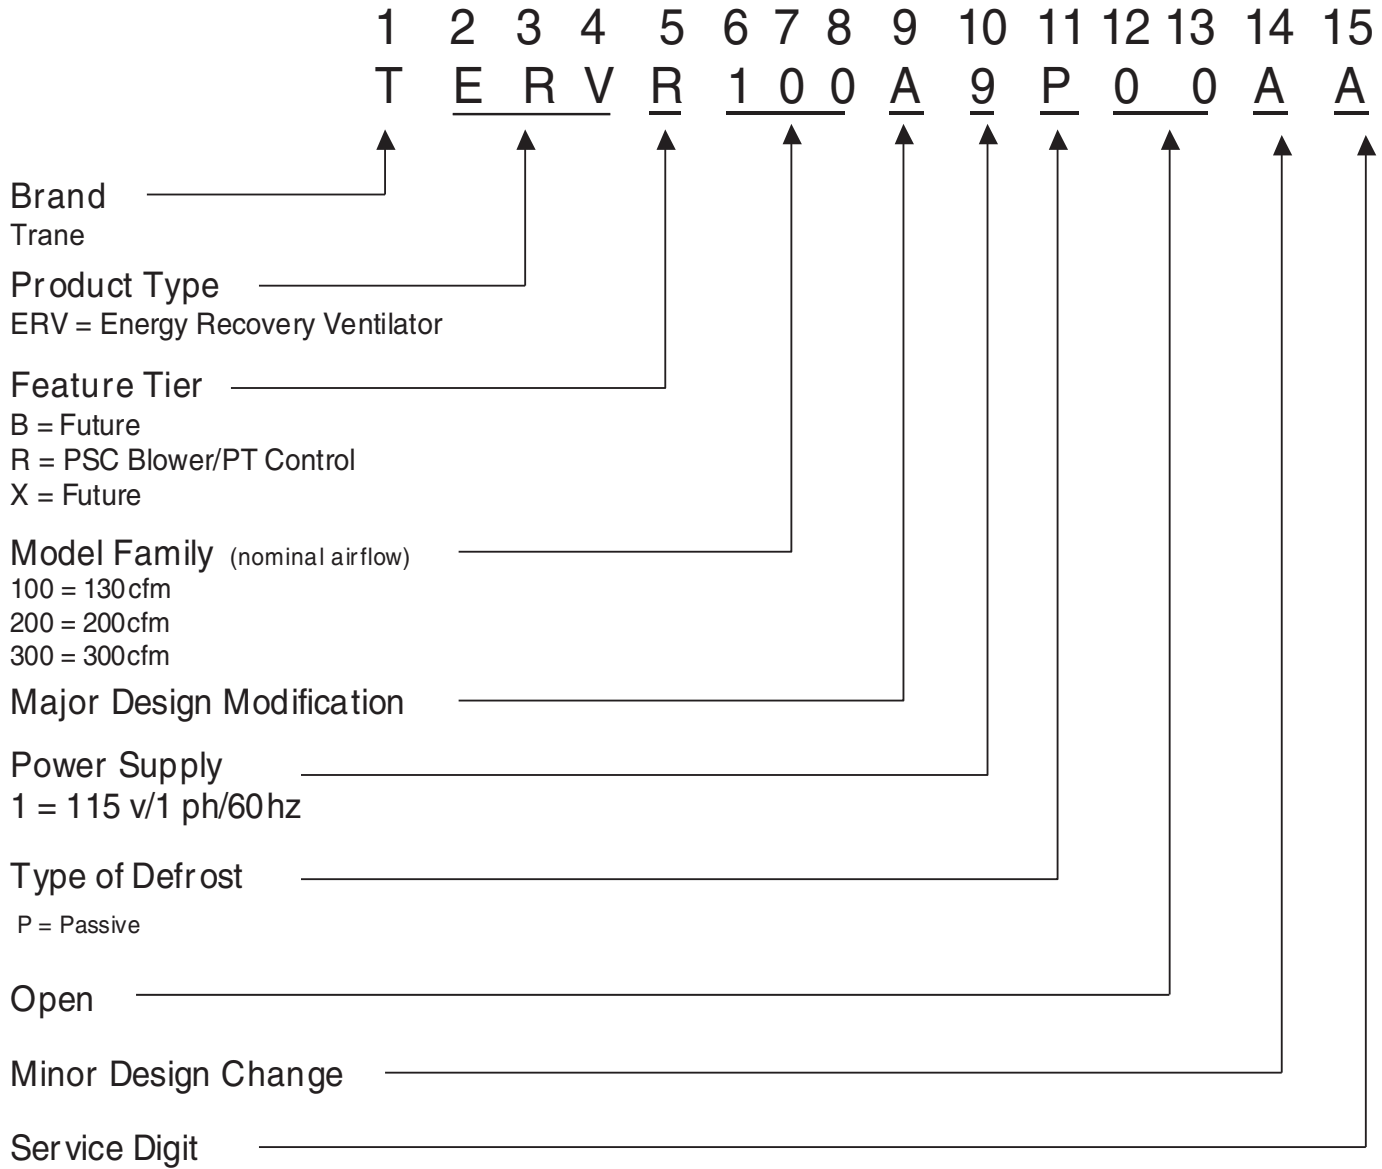 1 2 3 4 5 6 7 8 9 10 11 12 13 14 15
T E R V R 1 0 0 A 9 P 0 0 A A
Brand
Trane
Product Type
ERV = Energy Recovery Ventilator
Feature Tier
B = Future
R = PSC Blower/PT Control
X = Future
Model Family (nominal airflow)
100 = 130cfm
200 = 200cfm
300 = 300cfm
Major Design Modification
Power Supply
1 = 115 v/1 ph/60hz
Type of Defrost
P = Passive
Open
Minor Design Change
Service Digit